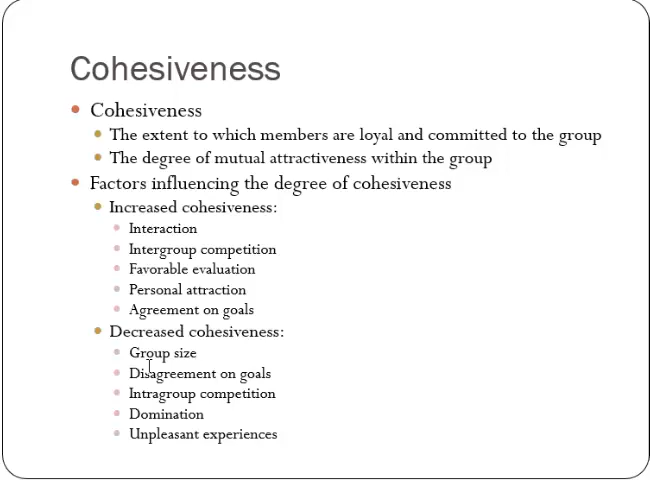 Cohesiveness
Cohesiveness
The extent to which members are loyal and committed to the group
The degree of mutual attractiveness within the group
Factors influencing the degree of cohesiveness
Increased cohesiveness:
Interaction
Intergroup competition
Favorable evaluation
Personal attraction
Agreement on goals
Decreased cohesiveness:
Group size
Disagreement on goals
Intragroup competition
Domination
Unpleasant experiences